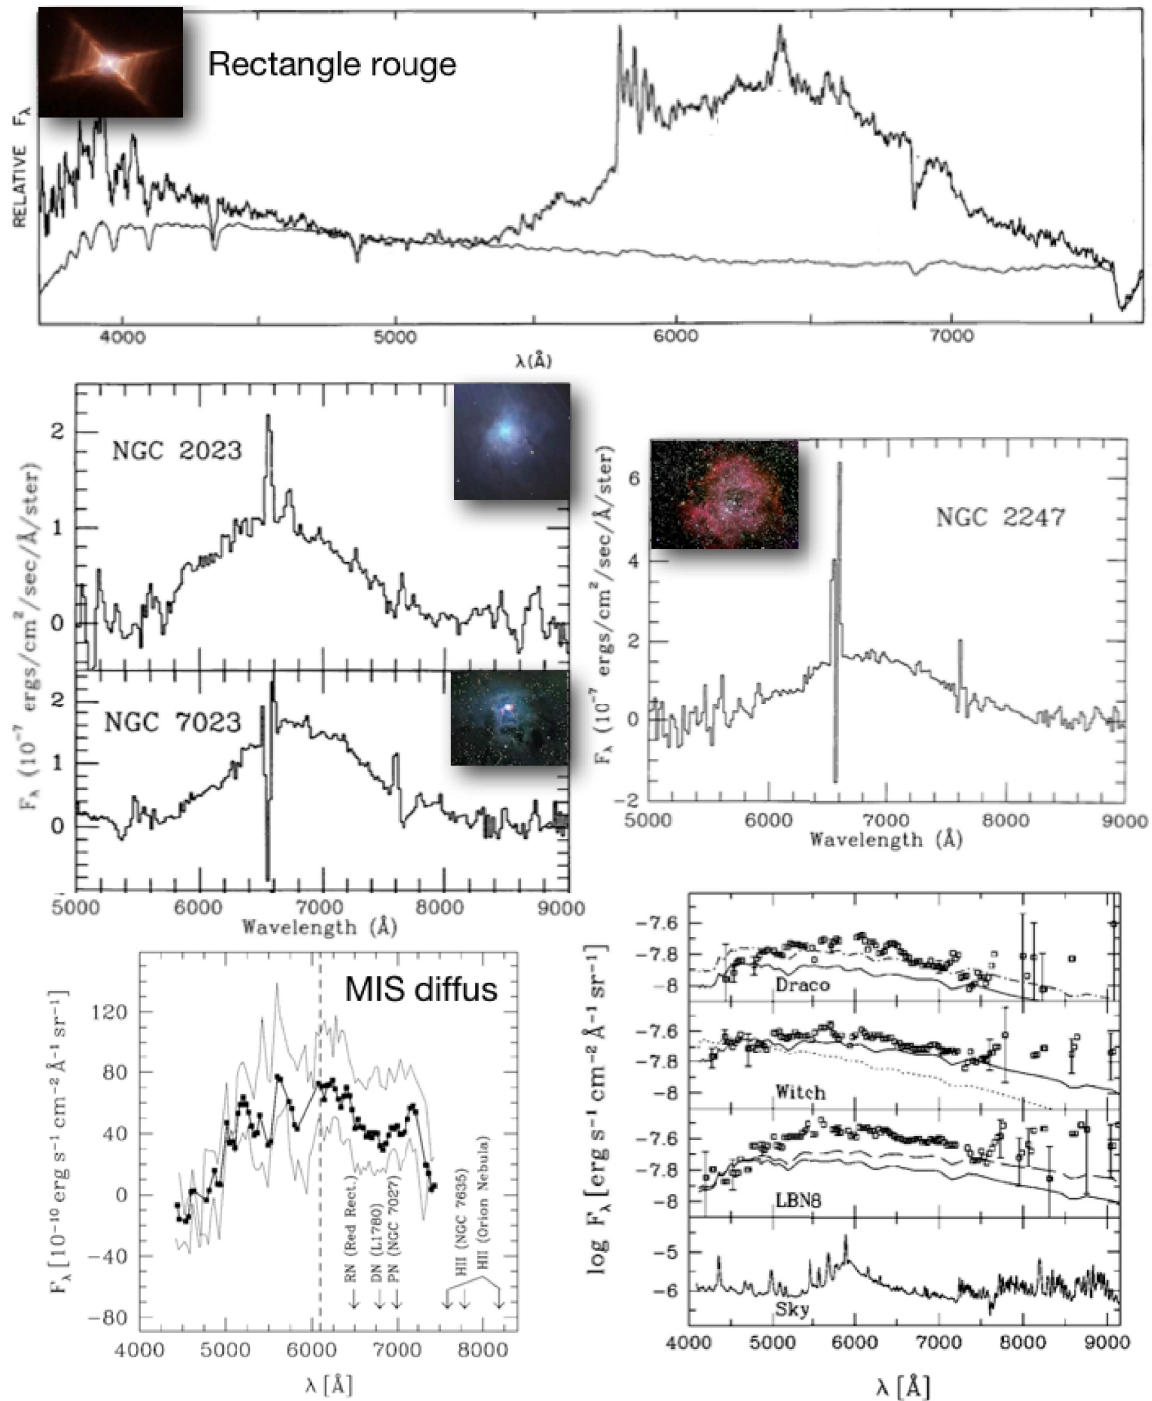 Rectangle rouge
RELATIVE Fλ
4000 5000 6000 7000
λ(Å)
NGC 2023
2
1
0
NGC 7023
2
1
0
Fλ (10⁻⁷ ergs/cm²/sec/Å/ster)
5000 6000 7000 8000 9000
Wavelength (Å)
NGC 2247
6
4
2
0
−2
Fλ (10⁻⁷ ergs/cm²/sec/Å/ster)
5000 6000 7000 8000 9000
Wavelength (Å)
MIS diffus
120
80
40
0
−40
−80
Fλ [10⁻¹⁰ erg s⁻¹ cm⁻² Å⁻¹ sr⁻¹]
RN (Red Rect.)
DN (L1780)
PN (NGC 7027)
HII (NGC 7635)
HII (Orion Nebula)
4000 5000 6000 7000 8000
λ [Å]
−7.6
−7.8
−8
Draco
−7.6
−7.8
−8
Witch
−7.6
−7.8
−8
LBN8
−5
−6
Sky
log Fλ [erg s⁻¹ cm⁻² Å⁻¹ sr⁻¹]
4000 5000 6000 7000 8000 9000
λ [Å]